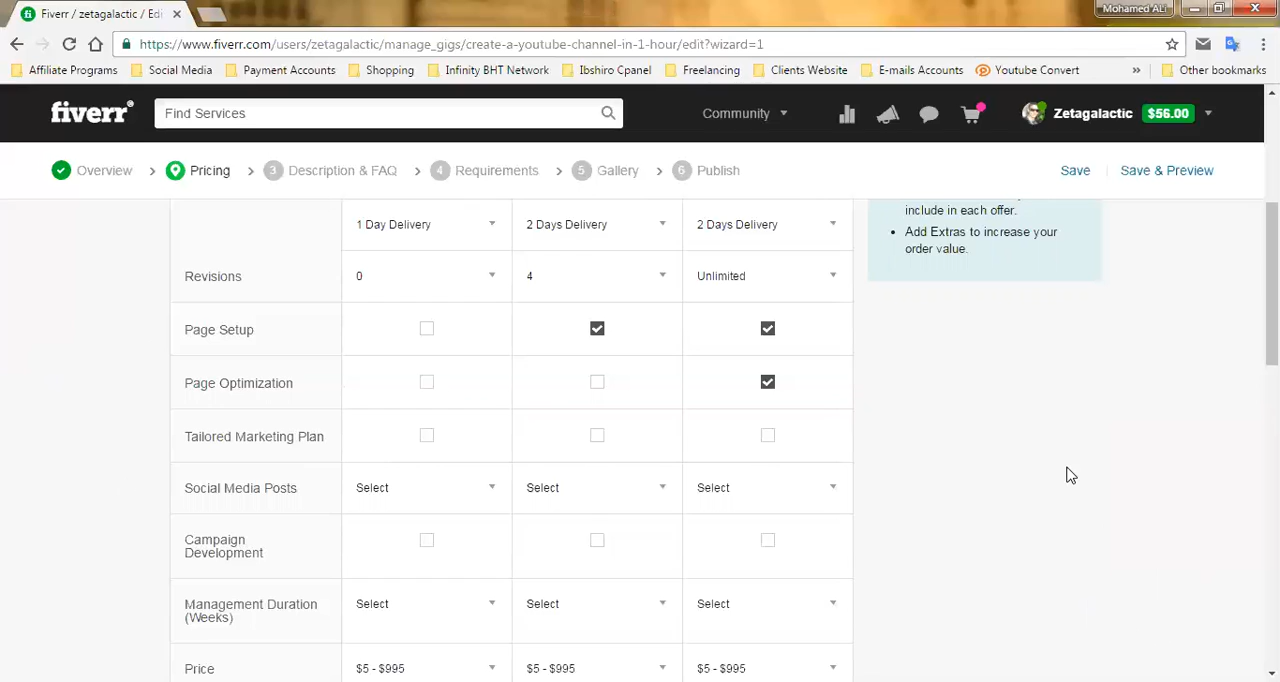 Fiverr / zetagalactic / Edi
Mohamed ALi
https://www.fiverr.com/users/zetagalactic/manage_gigs/create-a-youtube-channel-in-1-hour/edit?wizard=1
Affiliate Programs Social Media Payment Accounts Shopping Infinity BHT Network Ibshiro Cpanel Freelancing Clients Website E-mails Accounts Youtube Convert » Other bookmarks
fiverr® Find Services Community Zetagalactic $56.00
Overview Pricing 3 Description & FAQ 4 Requirements 5 Gallery 6 Publish Save Save & Preview
include in each offer.
1 Day Delivery 2 Days Delivery 2 Days Delivery
• Add Extras to increase your
order value.
Revisions 0 4 Unlimited
Page Setup
Page Optimization
Tailored Marketing Plan
Social Media Posts Select Select Select
Campaign
Development
Management Duration
(Weeks) Select Select Select
Price $5 - $995 $5 - $995 $5 - $995